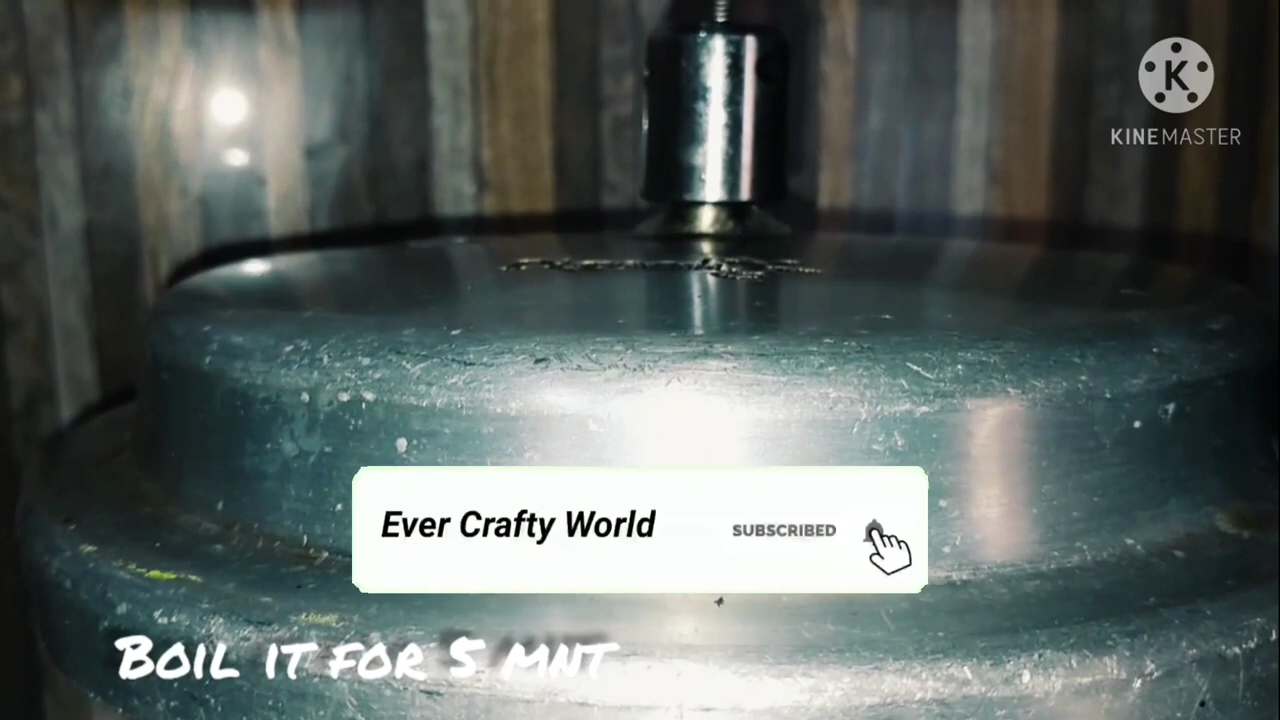 K
KINEMASTER
Ever Crafty World
SUBSCRIBED
Boil it for 5 mnt